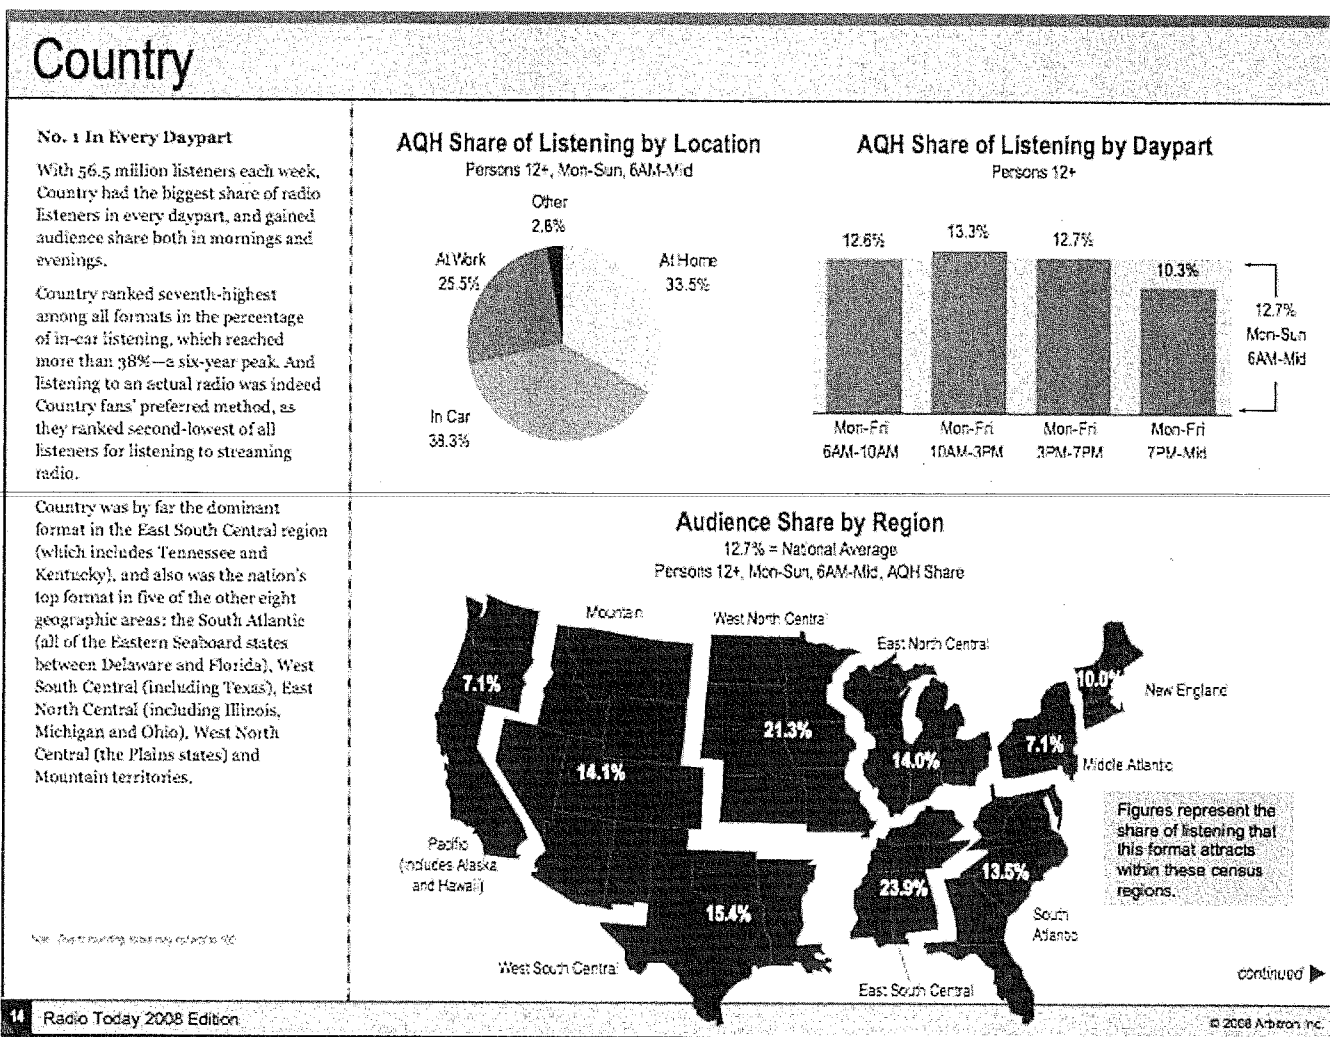 Country
No. 1 In Every Daypart
With 56.5 million listeners each week,
Country had the biggest share of radio
listeners in every daypart, and gained
audience share both in mornings and
evenings.
Country ranked seventh-highest
among all formats in the percentage
of in-car listening, which reached
more than 38%—a six-year peak. And
listening to an actual radio was indeed
Country fans' preferred method, as
they ranked second-lowest of all
listeners for listening to streaming
radio.
Country was by far the dominant
format in the East South Central region
(which includes Tennessee and
Kentucky), and also was the nation's
top format in five of the other eight
geographic areas: the South Atlantic
(all of the Eastern Seaboard states
between Delaware and Florida), West
South Central (including Texas), East
North Central (including Illinois,
Michigan and Ohio), West North
Central (the Plains states) and
Mountain territories.
Note: Due to rounding, totals may not add to 100.
AQH Share of Listening by Location
Persons 12+, Mon-Sun, 6AM-Mid
Other
2.6%
At Work
25.5%
At Home
33.5%
In Car
38.3%
AQH Share of Listening by Daypart
Persons 12+
12.6%
13.3%
12.7%
10.3%
12.7%
Mon-Sun
6AM-Mid
Mon-Fri
6AM-10AM
Mon-Fri
10AM-3PM
Mon-Fri
3PM-7PM
Mon-Fri
7PM-Mid
Audience Share by Region
12.7% = National Average
Persons 12+, Mon-Sun, 6AM-Mid, AQH Share
Mountain
West North Central
East North Central
7.1%
10.0%
New England
21.3%
14.1%
14.0%
7.1%
Middle Atlantic
Pacific
(includes Alaska
and Hawaii)
Figures represent the
share of listening that
this format attracts
within these census
regions.
23.9%
13.5%
15.4%
South
Atlantic
West South Central
East South Central
continued
14 Radio Today 2008 Edition
© 2008 Arbitron Inc.